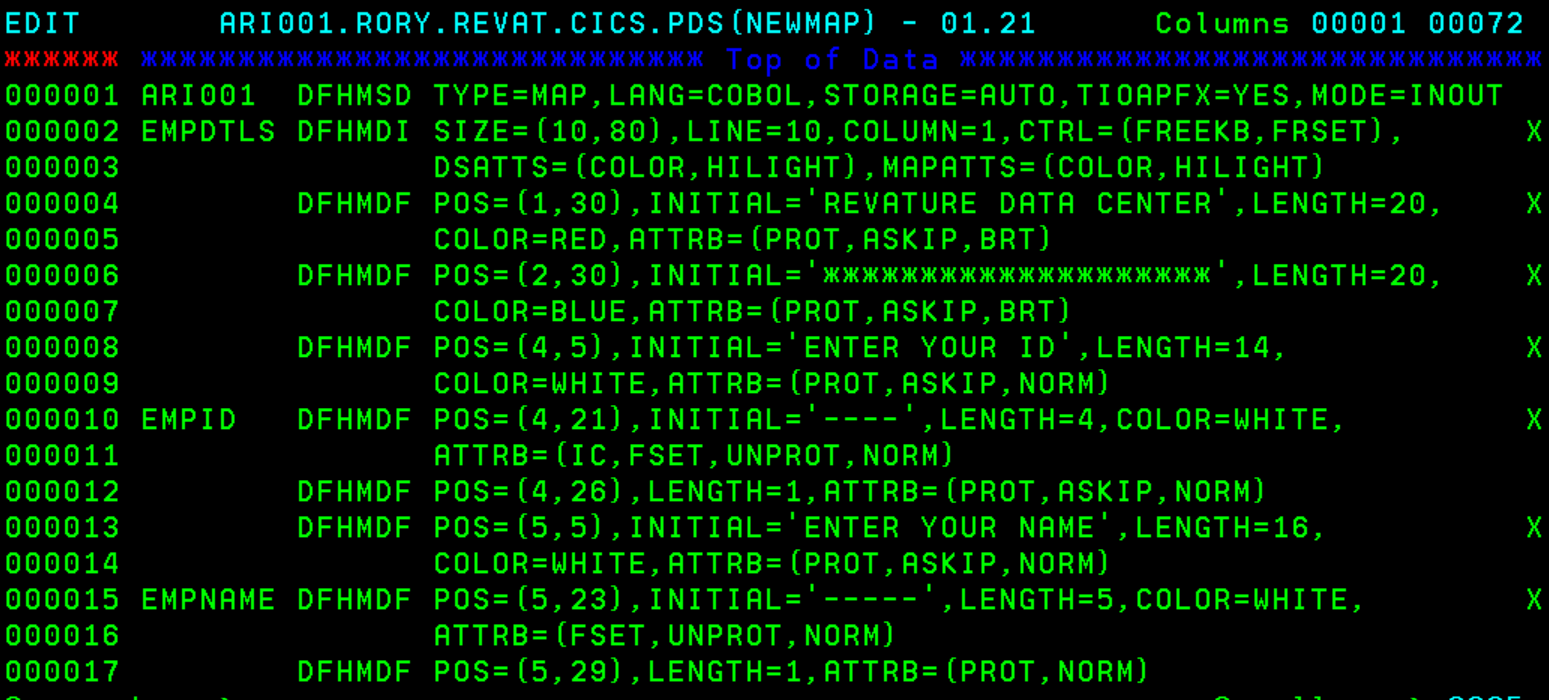 EDIT ARI001.RORY.REVAT.CICS.PDS(NEWMAP) - 01.21 Columns 00001 00072
****** ***************************** Top of Data ******************************
000001 ARI001 DFHMSD TYPE=MAP,LANG=COBOL,STORAGE=AUTO,TIOAPFX=YES,MODE=INOUT
000002 EMPDTLS DFHMDI SIZE=(10,80),LINE=10,COLUMN=1,CTRL=(FREEKB,FRSET), X
000003 DSATTS=(COLOR,HILIGHT),MAPATTS=(COLOR,HILIGHT)
000004 DFHMDF POS=(1,30),INITIAL='REVATURE DATA CENTER',LENGTH=20, X
000005 COLOR=RED,ATTRB=(PROT,ASKIP,BRT)
000006 DFHMDF POS=(2,30),INITIAL='********************',LENGTH=20, X
000007 COLOR=BLUE,ATTRB=(PROT,ASKIP,BRT)
000008 DFHMDF POS=(4,5),INITIAL='ENTER YOUR ID',LENGTH=14, X
000009 COLOR=WHITE,ATTRB=(PROT,ASKIP,NORM)
000010 EMPID DFHMDF POS=(4,21),INITIAL='----',LENGTH=4,COLOR=WHITE, X
000011 ATTRB=(IC,FSET,UNPROT,NORM)
000012 DFHMDF POS=(4,26),LENGTH=1,ATTRB=(PROT,ASKIP,NORM)
000013 DFHMDF POS=(5,5),INITIAL='ENTER YOUR NAME',LENGTH=16, X
000014 COLOR=WHITE,ATTRB=(PROT,ASKIP,NORM)
000015 EMPNAME DFHMDF POS=(5,23),INITIAL='-----',LENGTH=5,COLOR=WHITE, X
000016 ATTRB=(FSET,UNPROT,NORM)
000017 DFHMDF POS=(5,29),LENGTH=1,ATTRB=(PROT,NORM)